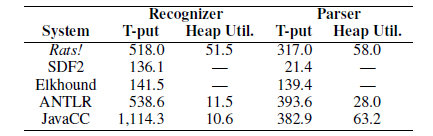 Recognizer Parser
System T-put Heap Util. T-put Heap Util.
Rats! 518.0 51.5 317.0 58.0
SDF2 136.1 — 21.4 —
Elkhound 141.5 — 139.4 —
ANTLR 538.6 11.5 393.6 28.0
JavaCC 1,114.3 10.6 382.9 63.2